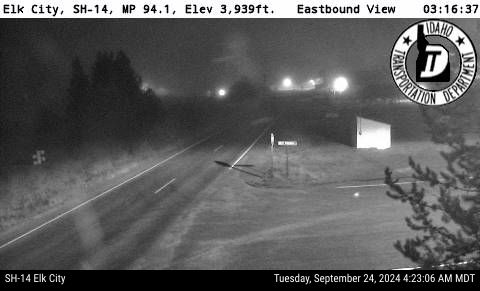 Elk City, SH-14, MP 94.1, Elev 3,939ft. Eastbound View 03:16:37
IDAHO
TRANSPORTATION DEPARTMENT
SH-14 Elk City Tuesday, September 24, 2024 4:23:06 AM MDT